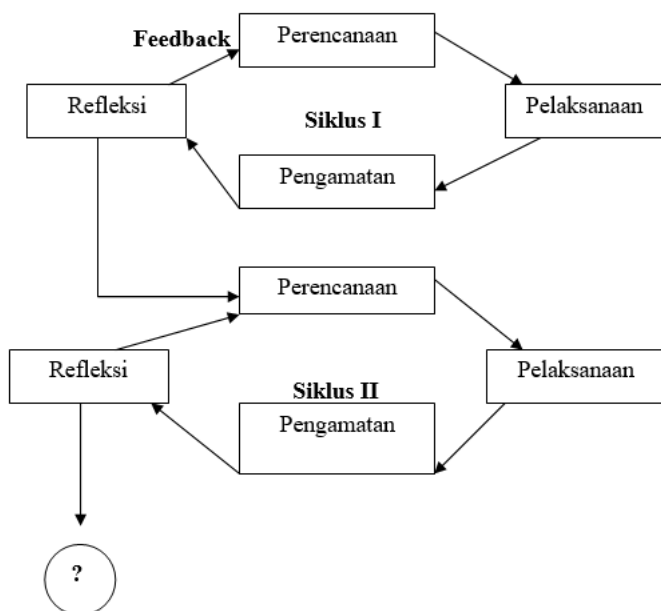 Feedback
Perencanaan
Refleksi
Siklus I
Pelaksanaan
Pengamatan
Perencanaan
Refleksi
Siklus II
Pelaksanaan
Pengamatan
?